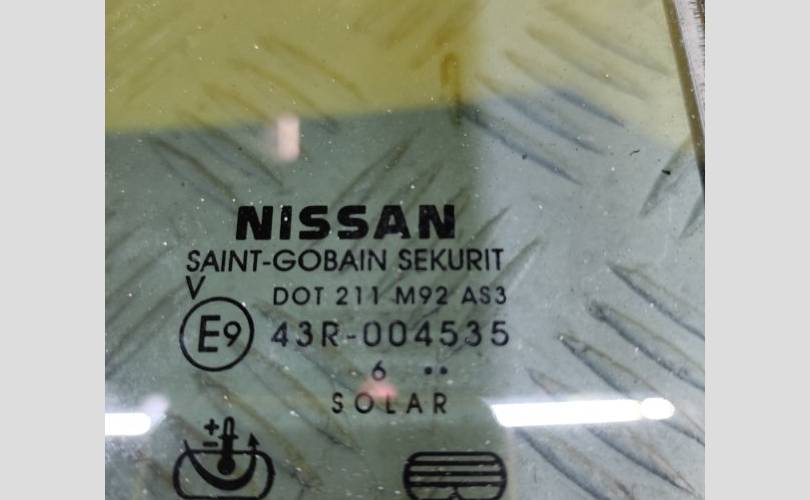 NISSAN
SAINT-GOBAIN SEKURIT
V DOT 211 M92 AS3
E9 43R-004535
6 ••
SOLAR